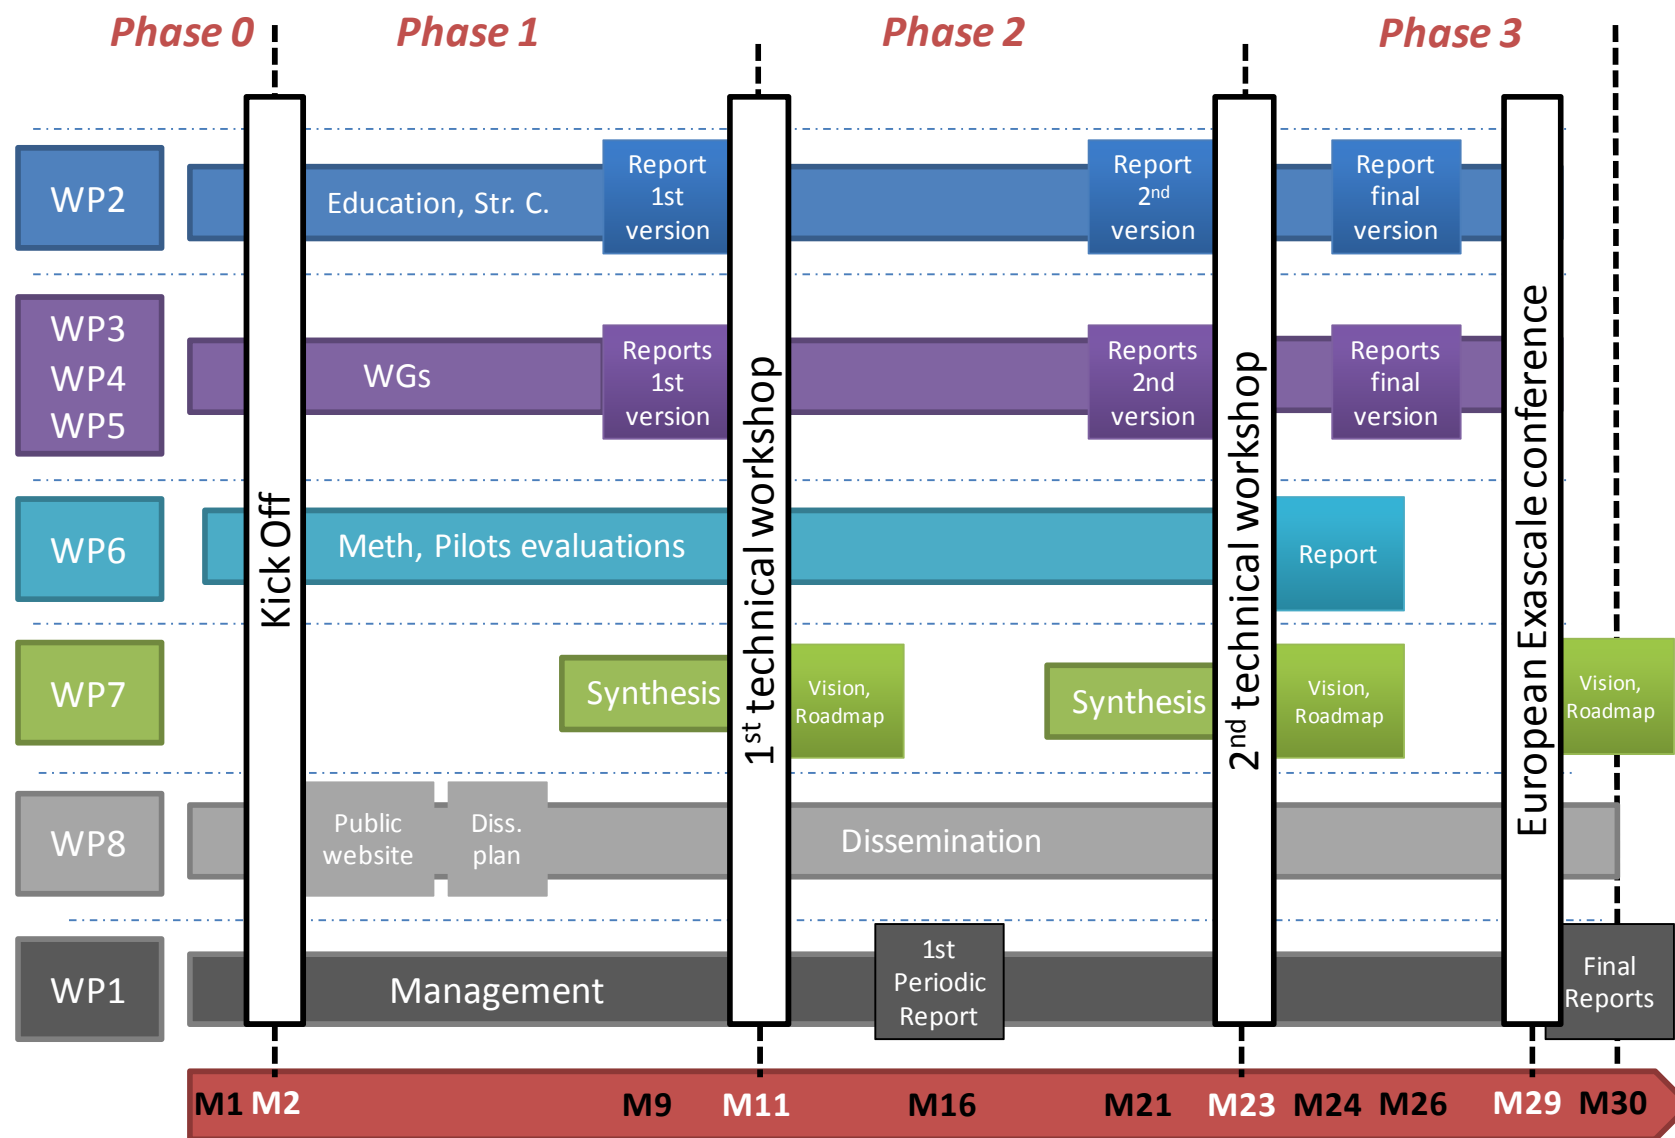 Phase 0
Phase 1
Phase 2
Phase 3
WP2
Education, Str. C.
Report
1st
version
Report
2nd
version
Report
final
version
WP3
WP4
WP5
WGs
Reports
1st
version
Reports
2nd
version
Reports
final
version
WP6
Meth, Pilots evaluations
Report
WP7
Synthesis
Vision,
Roadmap
Synthesis
Vision,
Roadmap
Vision,
Roadmap
WP8
Public
website
Diss.
plan
Dissemination
WP1
Management
1st
Periodic
Report
Final
Reports
Kick Off
1st technical workshop
2nd technical workshop
European Exascale conference
M1 M2 M9 M11 M16 M21 M23 M24 M26 M29 M30